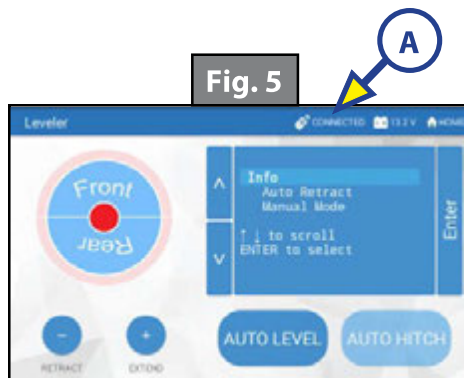 A
Fig. 5
Leveler
CONNECTED 13.2 V HOME
Front
Rear
^
v
Info
Auto Retract
Manual Mode
↑ ↓ to scroll
ENTER to select
Enter
-
+
RETRACT
EXTEND
AUTO LEVEL
AUTO HITCH